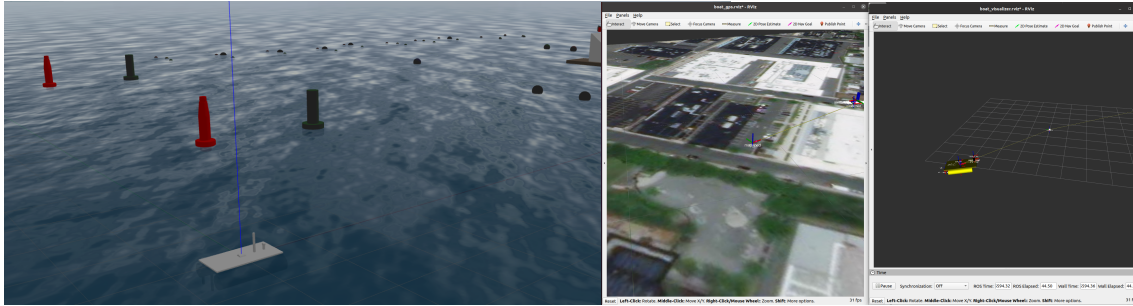 boat_gps.rviz* - RViz
File Panels Help
Interact Move Camera Select Focus Camera Measure 2D Pose Estimate 2D Nav Goal Publish Point
Reset Left-Click: Rotate. Middle-Click: Move X/Y. Right-Click/Mouse Wheel: Zoom. Shift: More options. 31 fps
boat_visualizer.rviz* - RViz
File Panels Help
Interact Move Camera Select Focus Camera Measure 2D Pose Estimate 2D Nav Goal Publish Point
Time
Pause Synchronization: Off ROS Time: ROS Elapsed: Wall Time: Wall Elapsed:
Reset Left-Click: Rotate. Middle-Click: Move X/Y. Right-Click/Mouse Wheel: Zoom. Shift: More options.